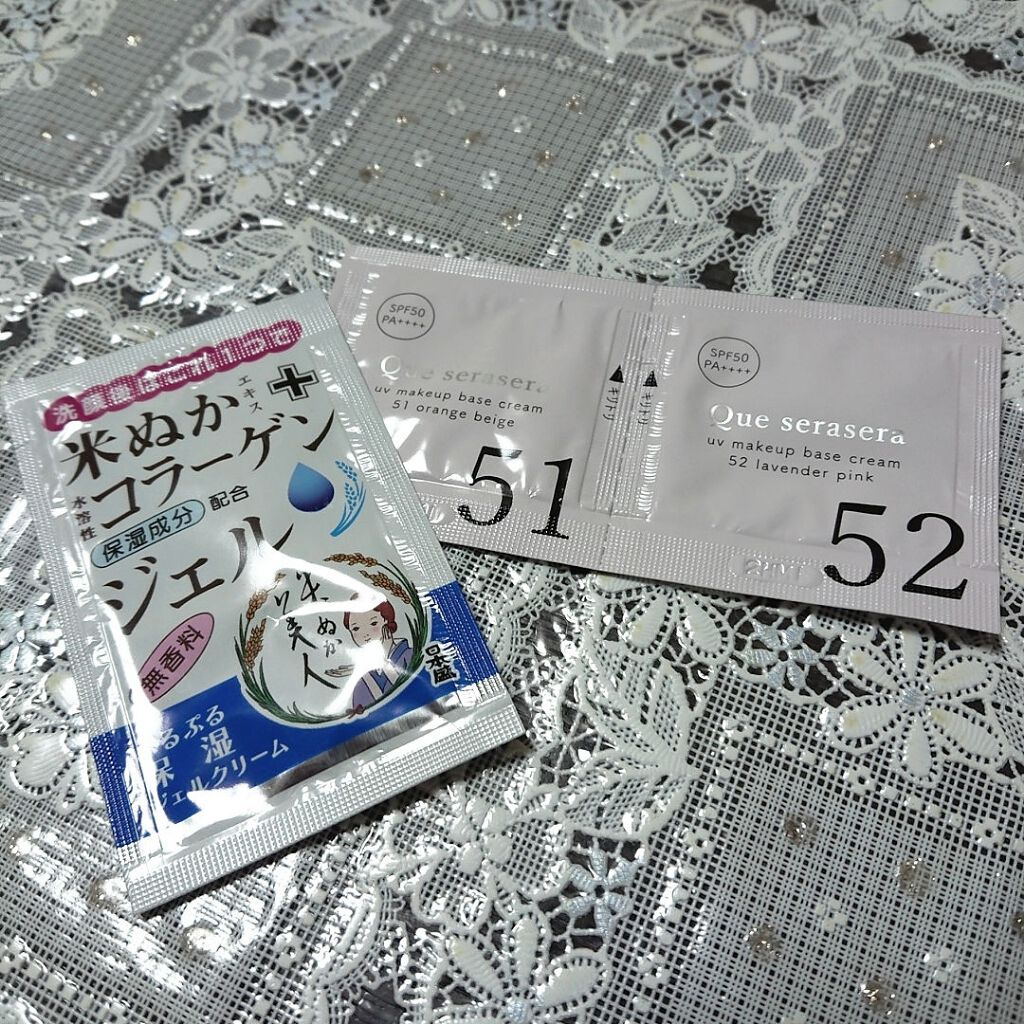 洗顔後はこれ1つ
米ぬかエキス+
水溶性コラーゲン
保湿成分 配合
ジェル
無香料
米ぬか美人
日本盛
ぷる
保湿
ジェルクリーム
SPF50
PA++++
Que serasera
uv makeup base cream
51 orange beige
51
キリトリ
キリトリ
SPF50
PA++++
Que serasera
uv makeup base cream
52 lavender pink
52